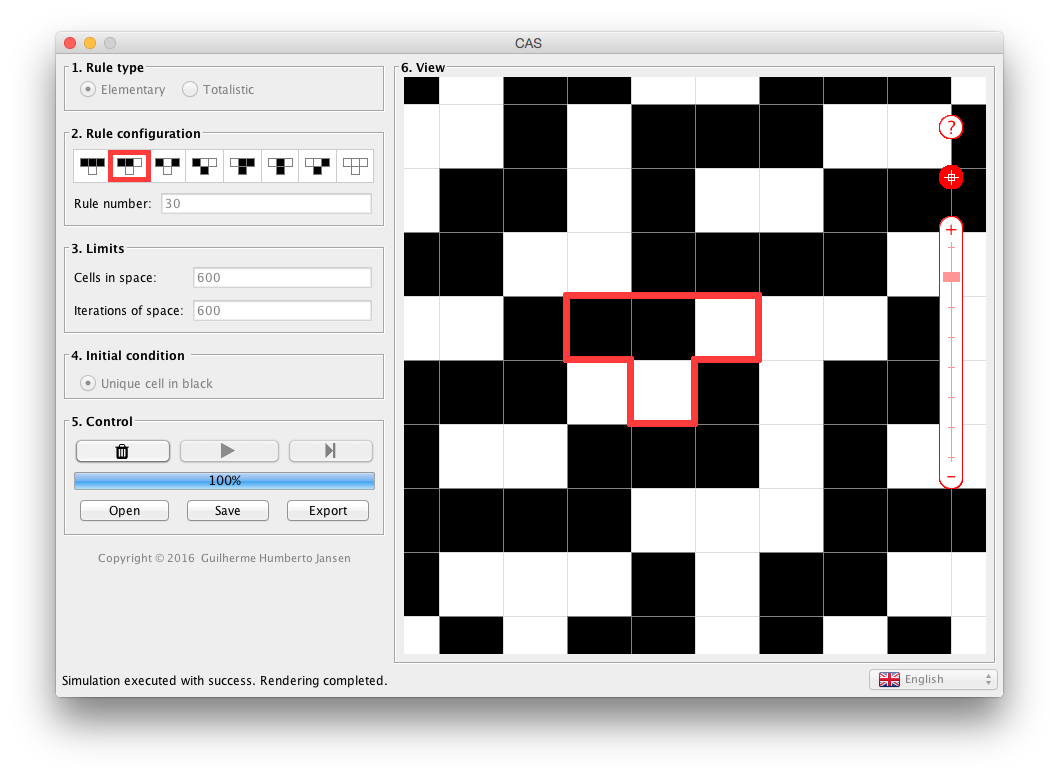 CAS
1. Rule type
Elementary
Totalistic
2. Rule configuration
Rule number: 30
3. Limits
Cells in space: 600
Iterations of space: 600
4. Initial condition
Unique cell in black
5. Control
100%
Open Save Export
Copyright © 2016 Guilherme Humberto Jansen
6. View
?
+
-
Simulation executed with success. Rendering completed.
English